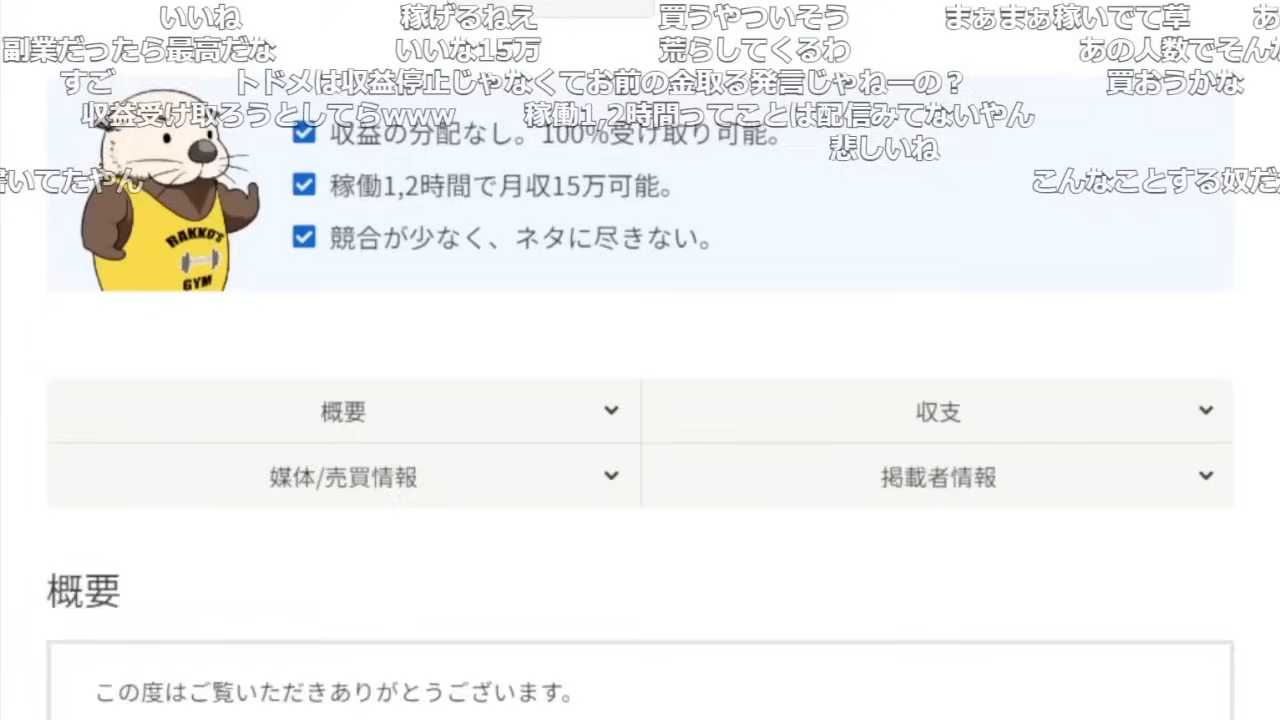 いいね 稼げるねえ 買うやついそう まぁまぁ稼いでて草 あ
副業だったら最高だな いいな15万 荒らしてくるわ あの人数でそんな
すご トドメは収益停止じゃなくてお前の金取る発言じゃねーの？ 買おうかな
収益受け取ろうとしてらwww 稼働1,2時間ってことは配信みてないやん
収益の分配なし。100%受け取り可能。
悲しいね
いてたやん こんなことする奴だ
稼働1,2時間で月収15万可能。
競合が少なく、ネタに尽きない。
RAKKO'S
GYM
概要 収支
媒体/売買情報 掲載者情報
概要
この度はご覧いただきありがとうございます。